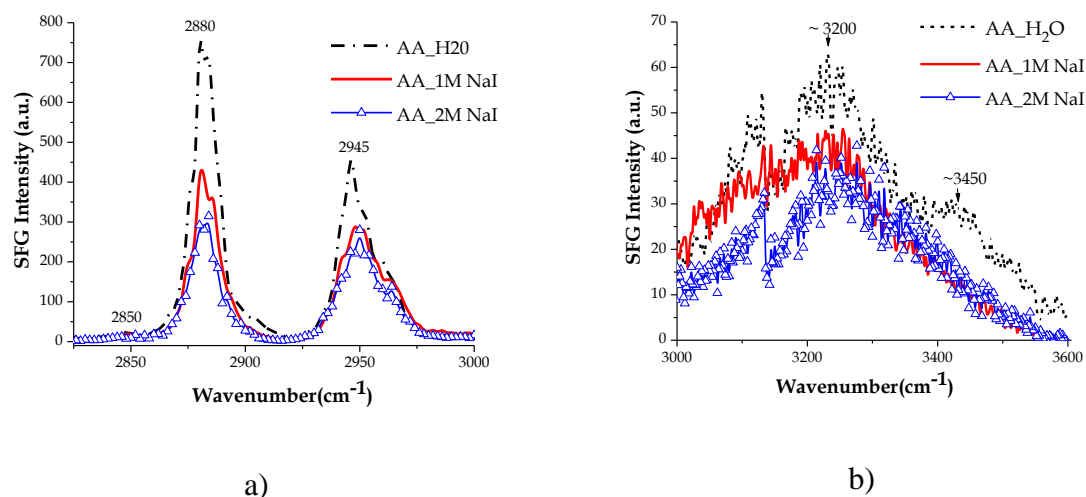 2880
2945
2850
AA_H20
AA_1M NaI
AA_2M NaI
SFG Intensity (a.u.)
800
700
600
500
400
300
200
100
0
2850
2900
2950
3000
Wavenumber(cm-1)
a)
~ 3200
~3450
AA_H2O
AA_1M NaI
AA_2M NaI
SFG Intensity (a.u.)
70
60
50
40
30
20
10
0
3000
3200
3400
3600
Wavenumber(cm-1)
b)